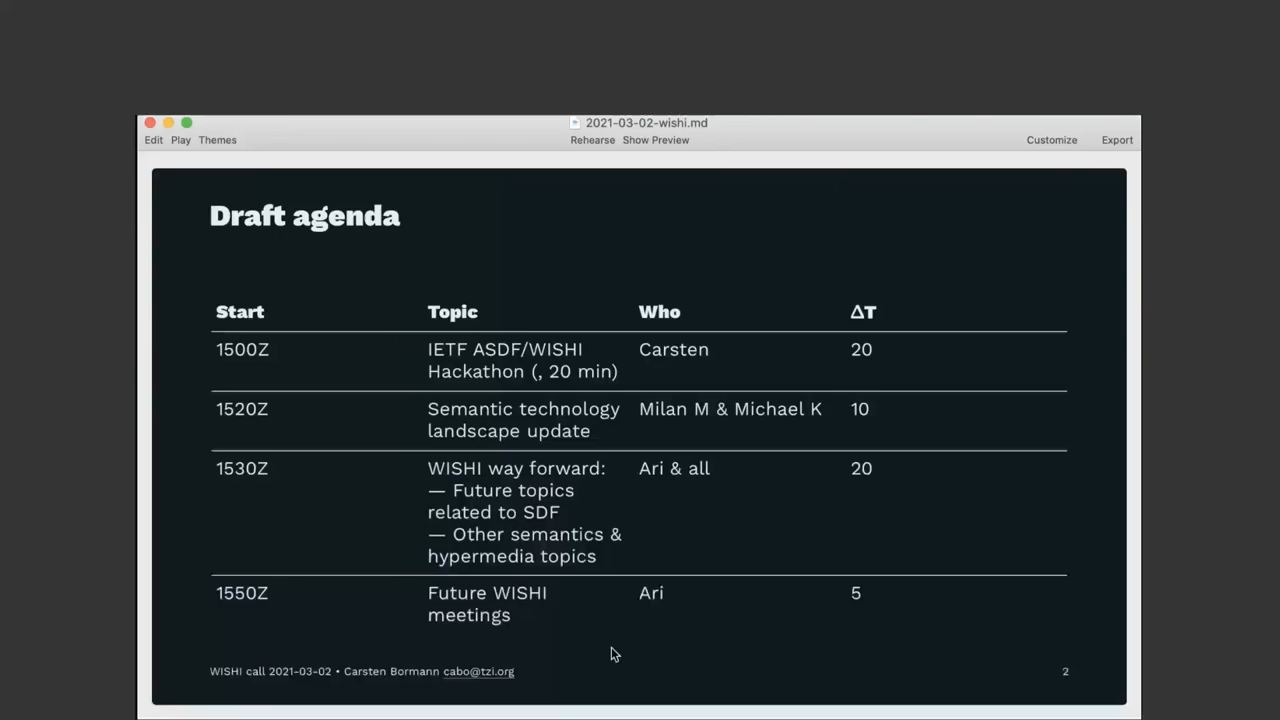 2021-03-02-wishi.md
Edit Play Themes Rehearse Show Preview Customize Export
Draft agenda
Start Topic Who ΔT
1500Z IETF ASDF/WISHI Carsten 20
Hackathon (, 20 min)
1520Z Semantic technology Milan M & Michael K 10
landscape update
1530Z WISHI way forward: Ari & all 20
— Future topics
related to SDF
— Other semantics &
hypermedia topics
1550Z Future WISHI Ari 5
meetings
WISHI call 2021-03-02 • Carsten Bormann cabo@tzi.org 2